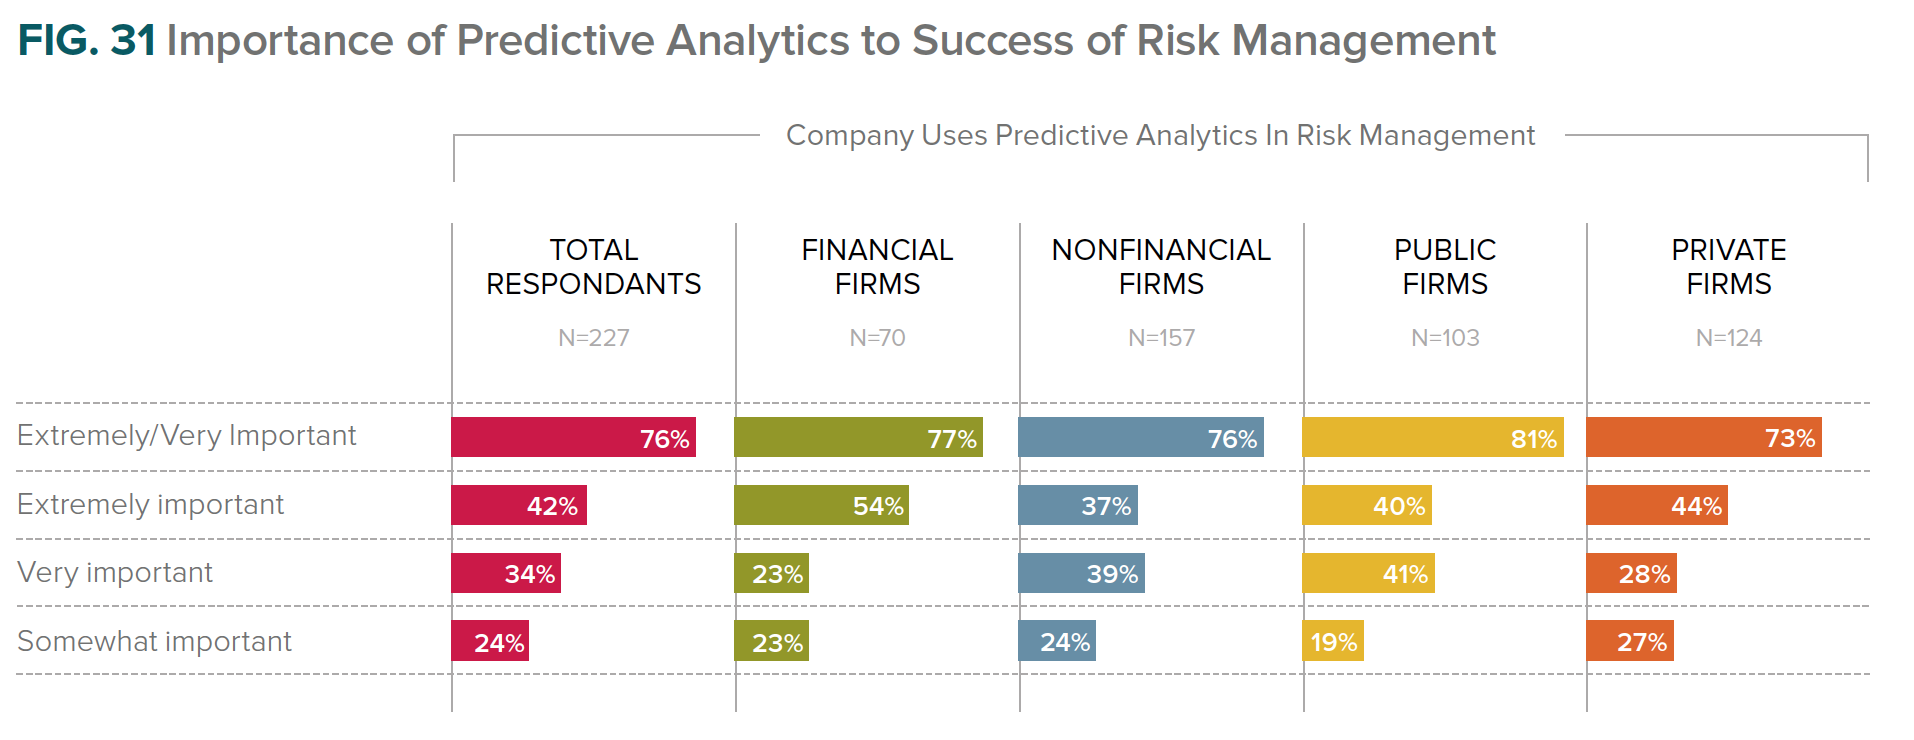 FIG. 31 Importance of Predictive Analytics to Success of Risk Management
Company Uses Predictive Analytics In Risk Management
TOTAL RESPONDANTS
N=227
FINANCIAL FIRMS
N=70
NONFINANCIAL FIRMS
N=157
PUBLIC FIRMS
N=103
PRIVATE FIRMS
N=124
Extremely/Very Important 76% 77% 76% 81% 73%
Extremely important 42% 54% 37% 40% 44%
Very important 34% 23% 39% 41% 28%
Somewhat important 24% 23% 24% 19% 27%